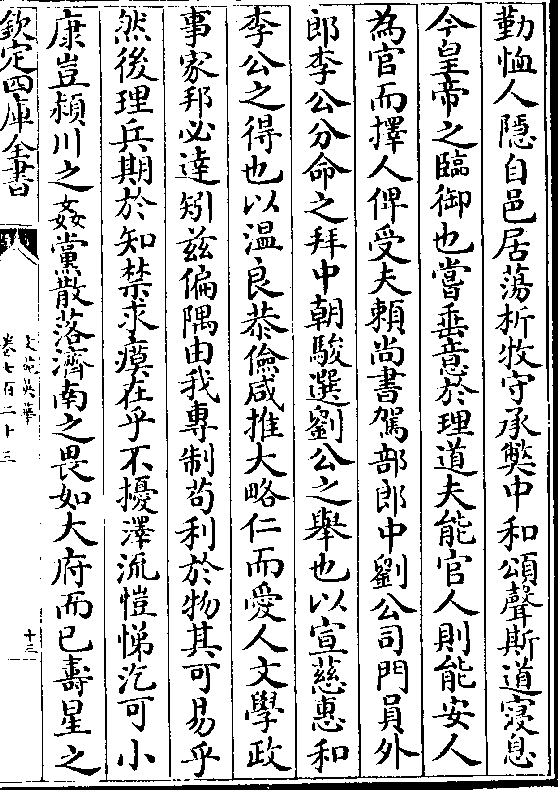 勤恤人隱自邑居蕩析牧守承獘中和頌聲斯道寖息
今皇帝之臨御也嘗垂意於理道夫能官人則能安人
為官而擇人俾受夫賴尚書駕部郎中劉公司門員外
郎李公分命之拜中朝駿選劉公之舉也以宣慈惠和
李公之得也以温良恭儉咸推大略仁而愛人文學政
事家邦必達矧兹偏隅由我專制苟利於物其可易乎
然後理兵期於知禁求瘼在乎不擾澤流愷悌汔可小
康豈潁川之姦黨散落濟南之畏如大府而已壽星之
欽定四庫全書
文苑英華
卷七百二十三
十三